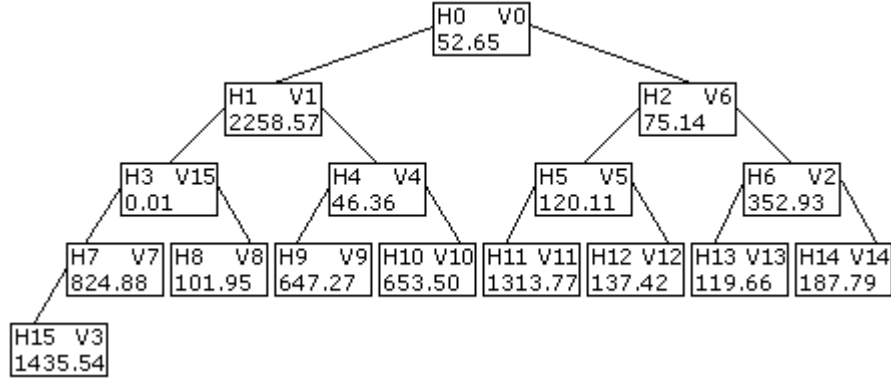 H0 V0
52.65
H1 V1
2258.57
H2 V6
75.14
H3 V15
0.01
H4 V4
46.36
H5 V5
120.11
H6 V2
352.93
H7 V7
824.88
H8 V8
101.95
H9 V9
647.27
H10 V10
653.50
H11 V11
1313.77
H12 V12
137.42
H13 V13
119.66
H14 V14
187.79
H15 V3
1435.54